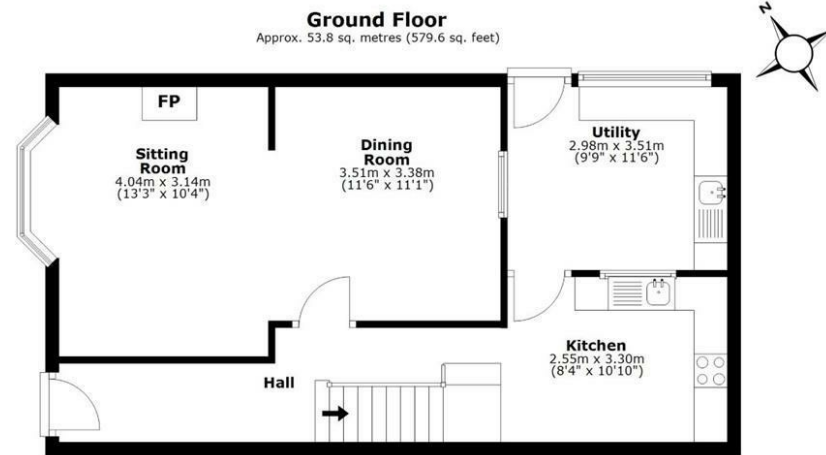 Ground Floor
Approx. 53.8 sq. metres (579.6 sq. feet)
N
FP
Sitting
Room
4.04m x 3.14m
(13'3" x 10'4")
Dining
Room
3.51m x 3.38m
(11'6" x 11'1")
Utility
2.98m x 3.51m
(9'9" x 11'6")
Kitchen
2.55m x 3.30m
(8'4" x 10'10")
Hall